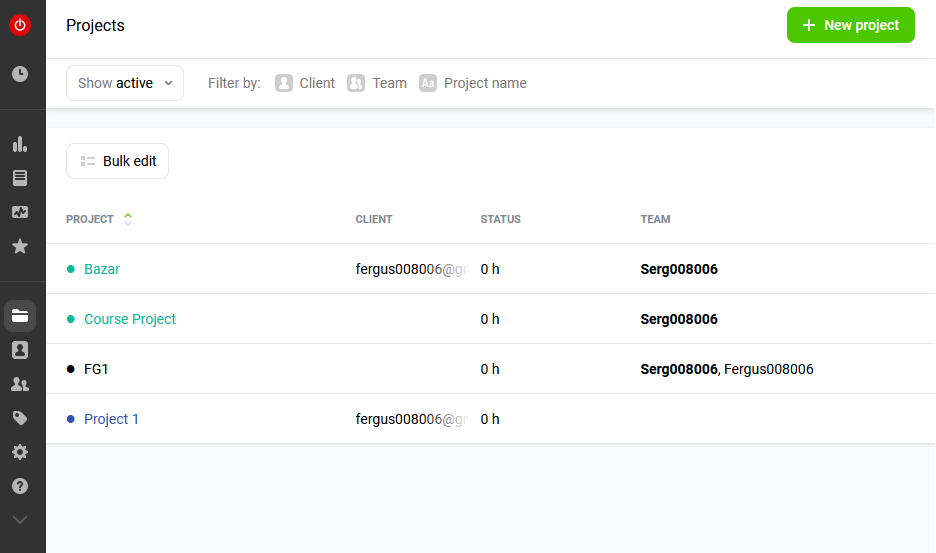 Projects
+ New project
Show active
Filter by: Client Team Aa Project name
Bulk edit
PROJECT CLIENT STATUS TEAM
Bazar fergus008006@gr 0 h Serg008006
Course Project 0 h Serg008006
FG1 0 h Serg008006, Fergus008006
Project 1 fergus008006@gr 0 h
?